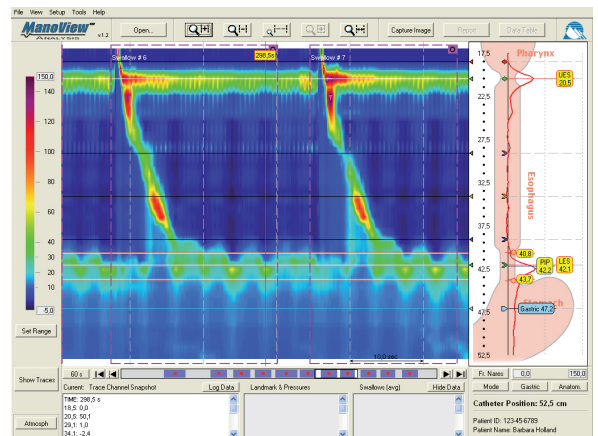 File View Setup Tools Help
ManoView™
ANALYSIS v1.2
Open...
Capture Image
Report
Data Table
Swallow # 6
298,5s
Swallow # 7
150,0
140
120
100
80
60
40
30
20
10
-5,0
Set Range
Show Traces
Atmosph
10,0 sec
17,5
22,5
27,5
32,5
37,5
42,5
47,5
52,5
Pharynx
UES
20,5
Esophagus
40,8
PIP
42,2
LES
42,1
43,7
Stomach
Gastric 47,2
60 s
Fr. Nares
0,0
150,0
Current: Trace Channel Snapshot
Log Data
Landmark & Pressures
Swallows (avg)
Hide Data
Mode
Gastric
Anatom.
TIME: 298,5 s
18,5: 0,0
20,5: 50,1
29,1: 1,0
34,1: -2,4
Catheter Position: 52,5 cm
Patient ID: 123-45-6789
Patient Name: Barbara Holland